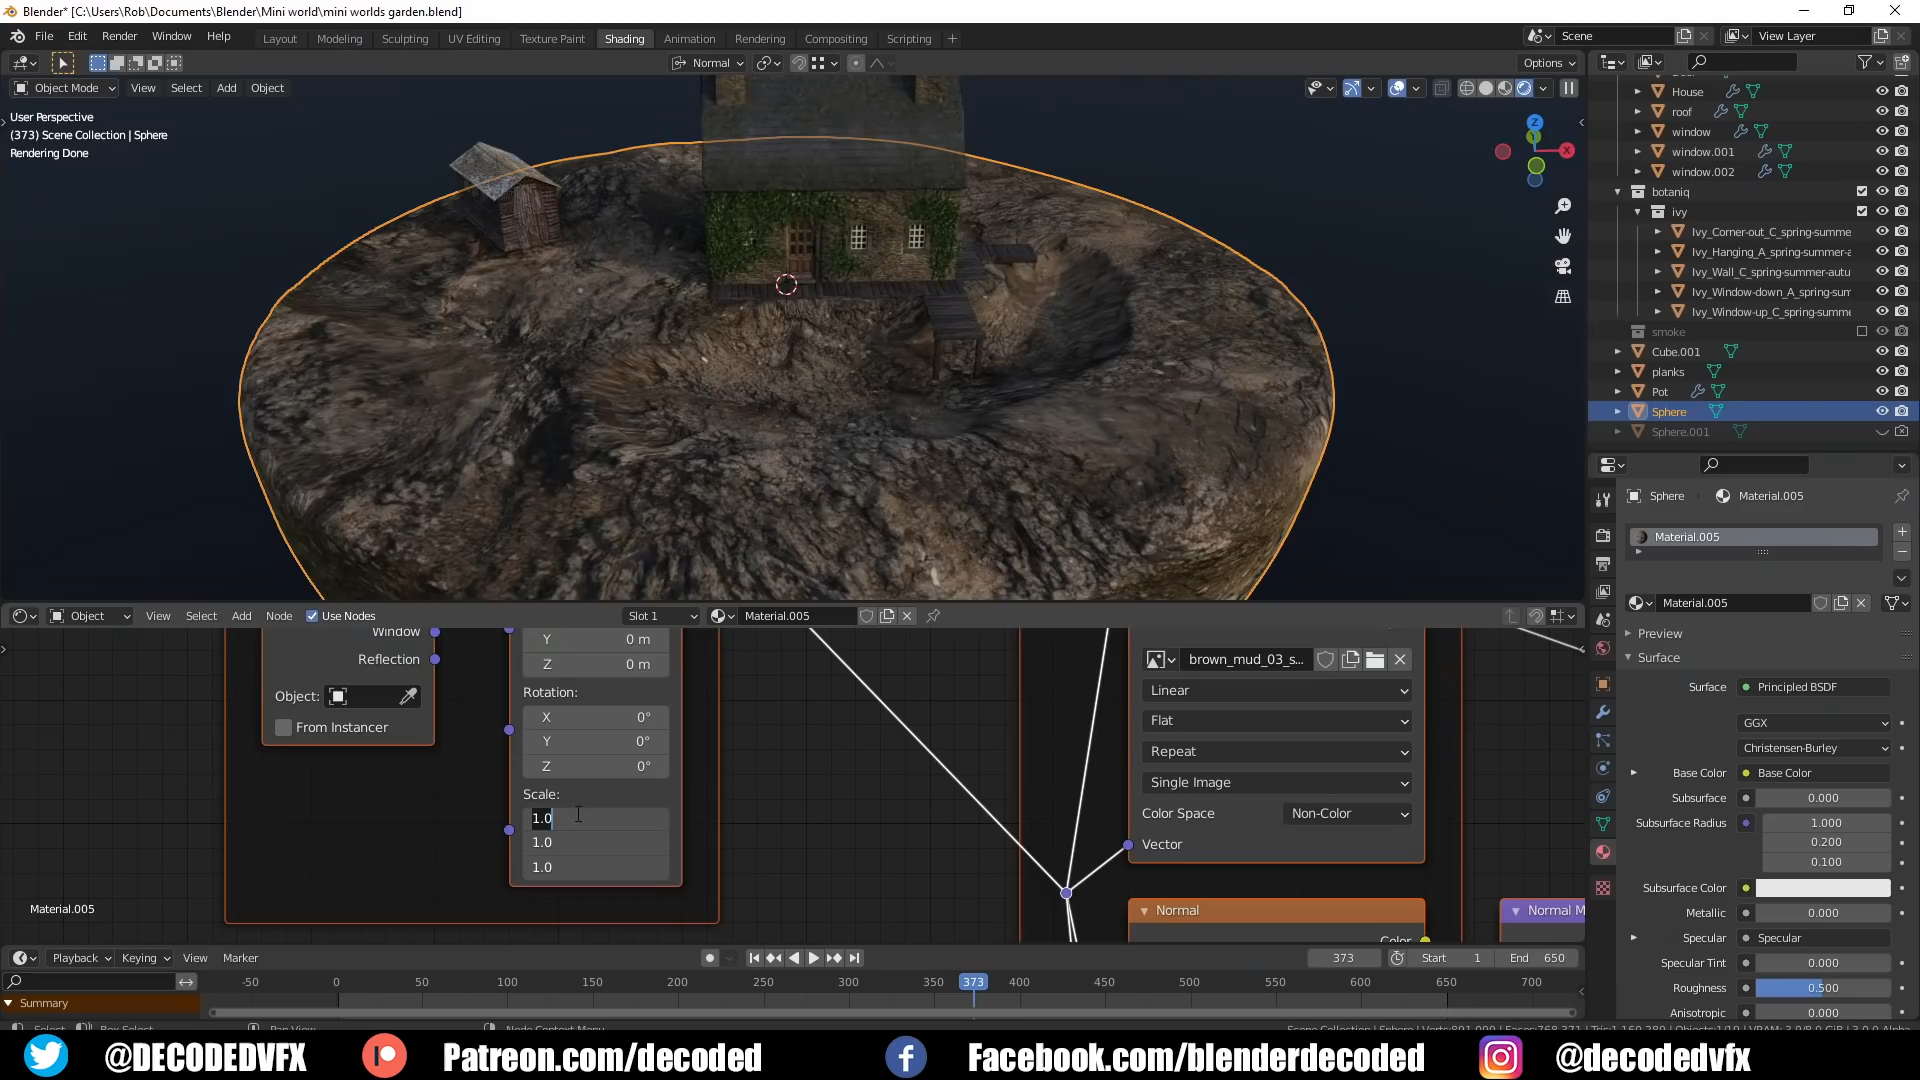 Blender* [C:\Users\Rob\Documents\Blender\Mini world\mini worlds garden.blend]
File Edit Render Window Help
Layout Modeling Sculpting UV Editing Texture Paint Shading Animation Rendering Compositing Scripting +
Scene View Layer
Normal Options
Object Mode View Select Add Object
User Perspective
(373) Scene Collection | Sphere
Rendering Done
Z
Y
X
House
roof
window
window.001
window.002
botaniq
ivy
Ivy_Corner-out_C_spring-summe
Ivy_Hanging_A_spring-summer-a
Ivy_Wall_C_spring-summer-autu
Ivy_Window-down_A_spring-sum
Ivy_Window-up_C_spring-summe
smoke
Cube.001
planks
Pot
Sphere
Sphere.001
Sphere Material.005
Material.005
Material.005
Preview
Surface
Surface Principled BSDF
GGX
Christensen-Burley
Base Color Base Color
Subsurface 0.000
Subsurface Radius 1.000
0.200
0.100
Subsurface Color
Metallic 0.000
Specular Specular
Specular Tint 0.000
Roughness 0.500
Anisotropic 0.000
Object View Select Add Node Use Nodes Slot 1 Material.005
Window
Reflection
Object:
From Instancer
Y 0 m
Z 0 m
Rotation:
X 0°
Y 0°
Z 0°
Scale:
1.0
1.0
1.0
brown_mud_03_s...
Linear
Flat
Repeat
Single Image
Color Space Non-Color
Vector
Normal
Color
Normal M
Material.005
Playback Keying View Marker 373 Start 1 End 650
-50 0 50 100 150 200 250 300 350 373 400 450 500 550 600 650 700
Summary
Select Box Select Pan View Node Context Menu
@DECODEDVFX Patreon.com/decoded Facebook.com/blenderdecoded @decodedvfx